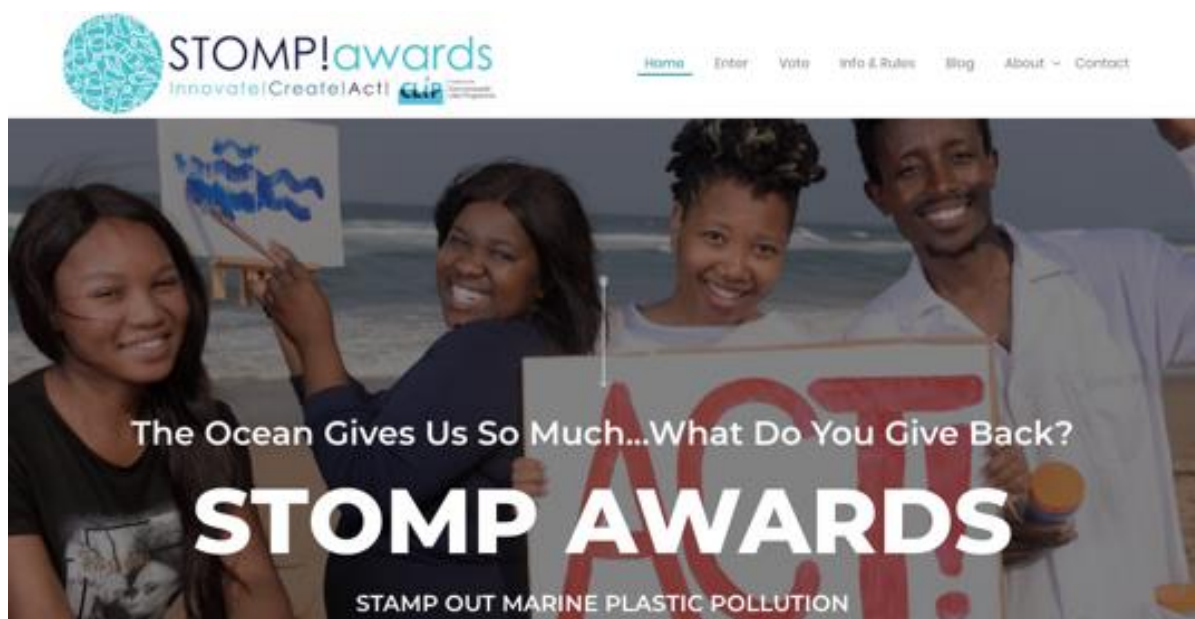 STOMP!awards
Innovate|Create|Act|
CLiP
Home Enter Vote Info & Rules Blog About Contact
ACT!
The Ocean Gives Us So Much...What Do You Give Back?
STOMP AWARDS
STAMP OUT MARINE PLASTIC POLLUTION